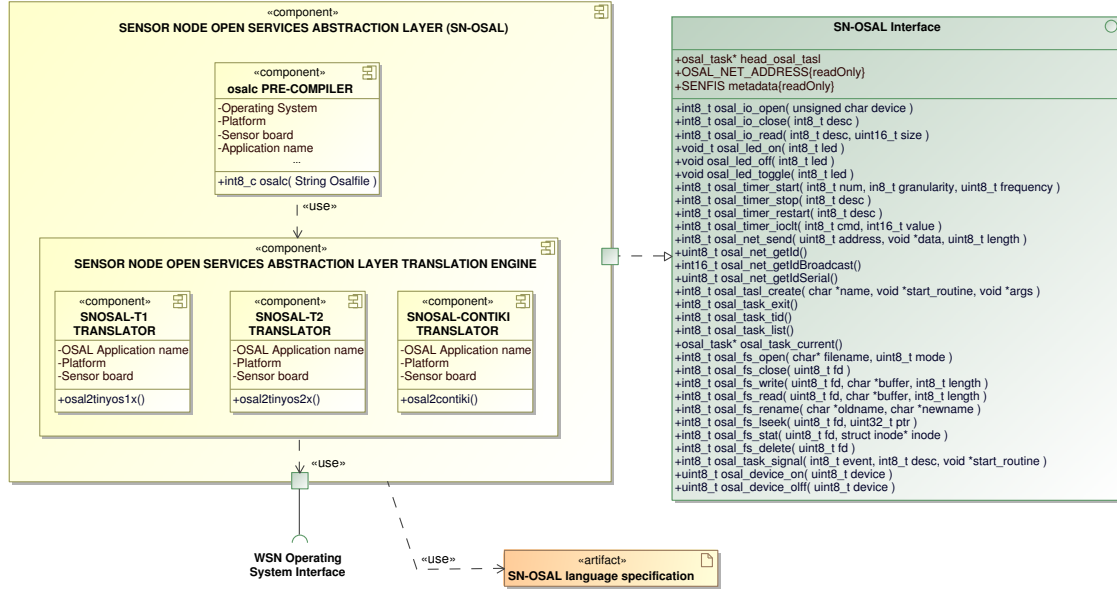 «component»
SENSOR NODE OPEN SERVICES ABSTRACTION LAYER (SN-OSAL)
«component»
osalc PRE-COMPILER
-Operating System
-Platform
-Sensor board
-Application name
...
+int8_c osalc( String Osalfile )
«use»
«component»
SENSOR NODE OPEN SERVICES ABSTRACTION LAYER TRANSLATION ENGINE
«component»
SNOSAL-T1
TRANSLATOR
-OSAL Application name
-Platform
-Sensor board
+osal2tinyos1x()
«component»
SNOSAL-T2
TRANSLATOR
-OSAL Application name
-Platform
-Sensor board
+osal2tinyos2x()
«component»
SNOSAL-CONTIKI
TRANSLATOR
-OSAL Application name
-Platform
-Sensor board
+osal2contiki()
«use»
WSN Operating
System Interface
«use»
«artifact»
SN-OSAL language specification
SN-OSAL Interface
+osal_task* head_osal_tasl
+OSAL_NET_ADDRESS{readOnly}
+SENFIS metadata{readOnly}
+int8_t osal_io_open( unsigned char device )
+int8_t osal_io_close( int8_t desc )
+int8_t osal_io_read( int8_t desc, uint16_t size )
+void_t osal_led_on( int8_t led )
+void osal_led_off( int8_t led )
+void osal_led_toggle( int8_t led )
+int8_t osal_timer_start( int8_t num, in8_t granularity, uint8_t frequency )
+int8_t osal_timer_stop( int8_t desc )
+int8_t osal_timer_restart( int8_t desc )
+int8_t osal_timer_ioclt( int8_t cmd, int16_t value )
+int8_t osal_net_send( uint8_t address, void *data, uint8_t length )
+uint8_t osal_net_getId()
+int16_t osal_net_getIdBroadcast()
+uint8_t osal_net_getIdSerial()
+int8_t osal_tasl_create( char *name, void *start_routine, void *args )
+int8_t osal_task_exit()
+int8_t osal_task_tid()
+int8_t osal_task_list()
+osal_task* osal_task_current()
+int8_t osal_fs_open( char* filename, uint8_t mode )
+int8_t osal_fs_close( uint8_t fd )
+int8_t osal_fs_write( uint8_t fd, char *buffer, int8_t length )
+int8_t osal_fs_read( uint8_t fd, char *buffer, int8_t length )
+int8_t osal_fs_rename( char *oldname, char *newname )
+int8_t osal_fs_lseek( uint8_t fd, uint32_t ptr )
+int8_t osal_fs_stat( uint8_t fd, struct inode* inode )
+int8_t osal_fs_delete( uint8_t fd )
+int8_t osal_task_signal( int8_t event, int8_t desc, void *start_routine )
+uint8_t osal_device_on( uint8_t device )
+uint8_t osal_device_olff( uint8_t device )